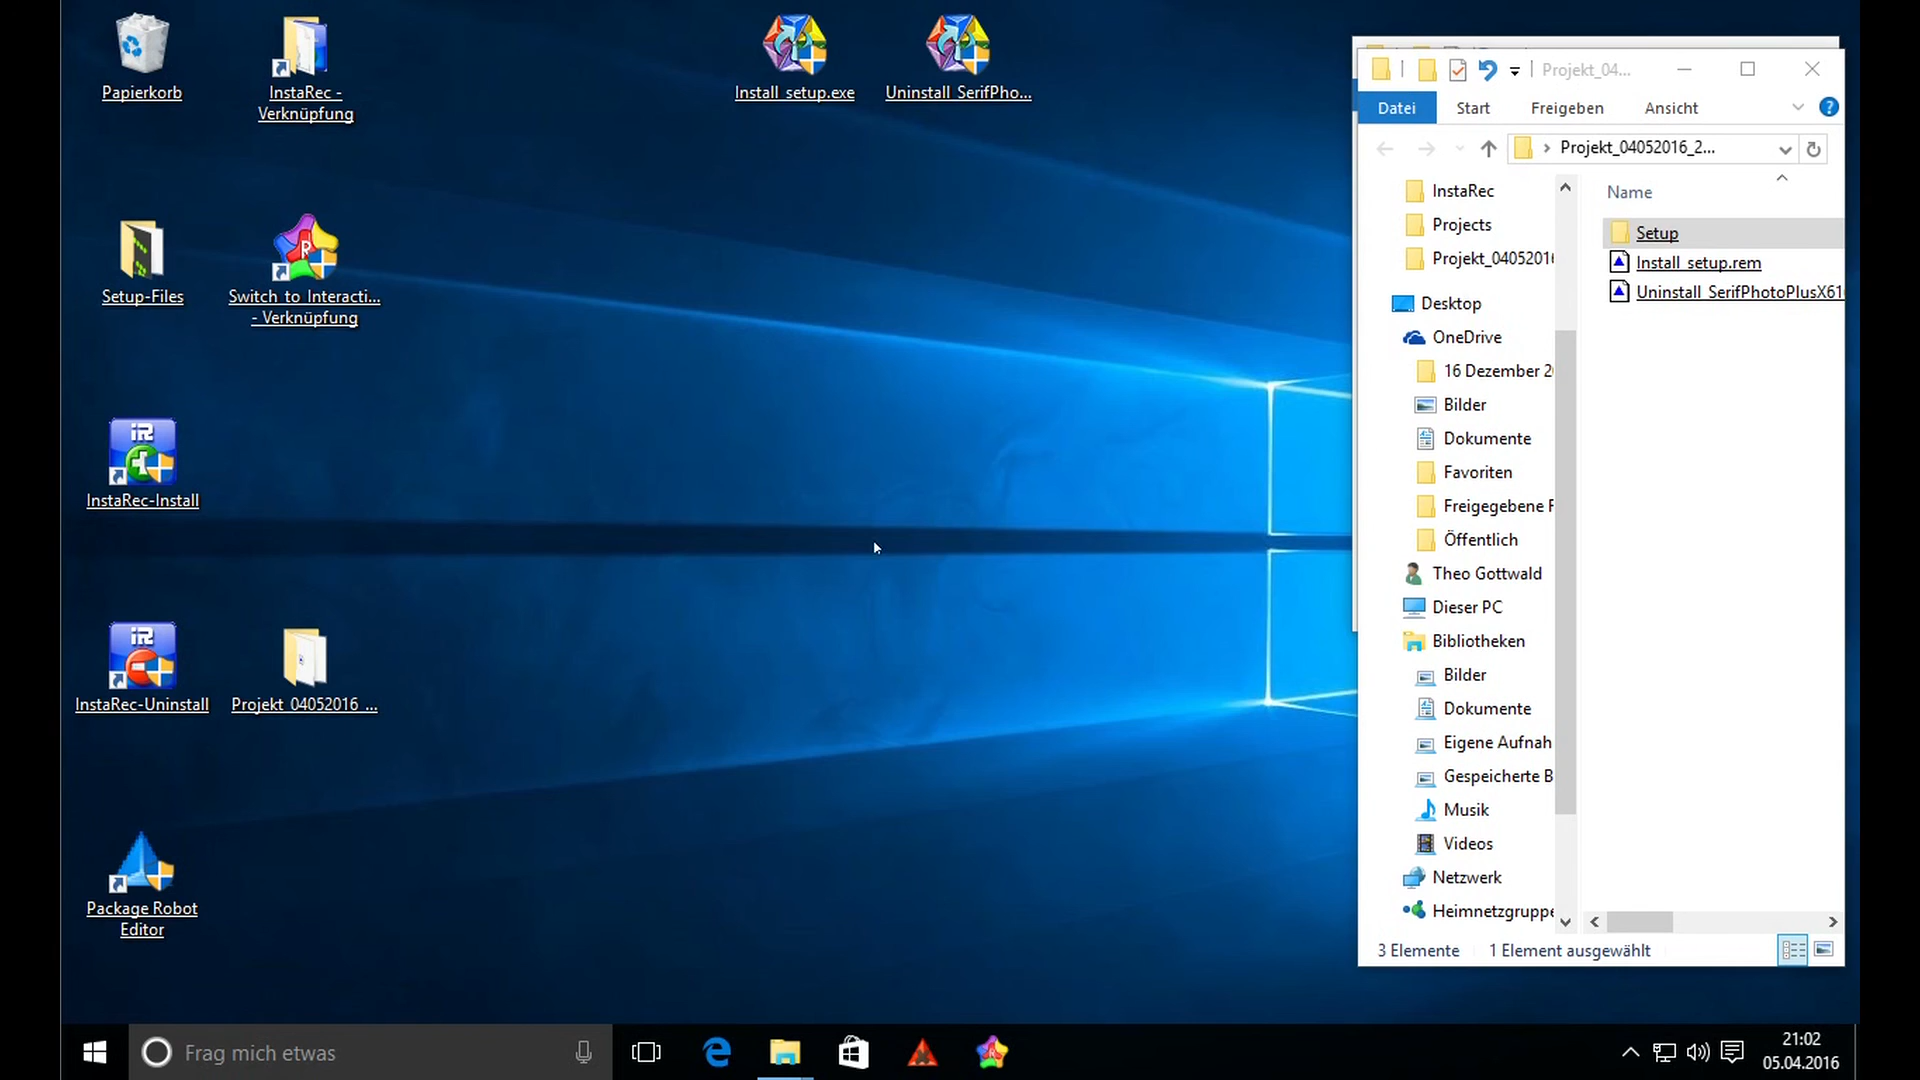 Papierkorb
InstaRec -
Verknüpfung
Install_setup.exe
Uninstall_SerifPho...
Setup-Files
Switch_to_Interacti...
- Verknüpfung
InstaRec-Install
InstaRec-Uninstall
Projekt_04052016_...
Package Robot
Editor
Projekt_04...
Datei
Start
Freigeben
Ansicht
Projekt_04052016_2...
InstaRec
Projects
Projekt_04052016
Desktop
OneDrive
16 Dezember 2
Bilder
Dokumente
Favoriten
Freigegebene F
Öffentlich
Theo Gottwald
Dieser PC
Bibliotheken
Bilder
Dokumente
Eigene Aufnah
Gespeicherte B
Musik
Videos
Netzwerk
Heimnetzgruppe
Name
Setup
Install_setup.rem
Uninstall_SerifPhotoPlusX61
3 Elemente
1 Element ausgewählt
Frag mich etwas
21:02
05.04.2016